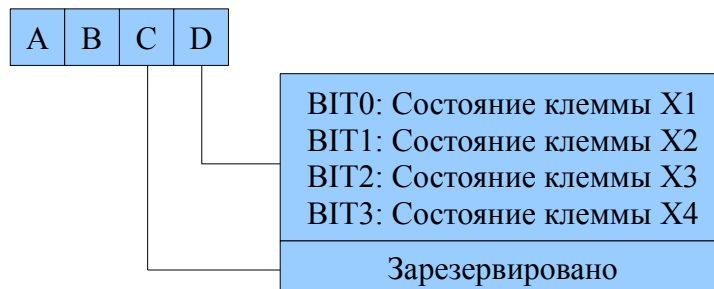 A B C D
BIT0: Состояние клеммы X1
BIT1: Состояние клеммы X2
BIT2: Состояние клеммы X3
BIT3: Состояние клеммы X4
Зарезервировано